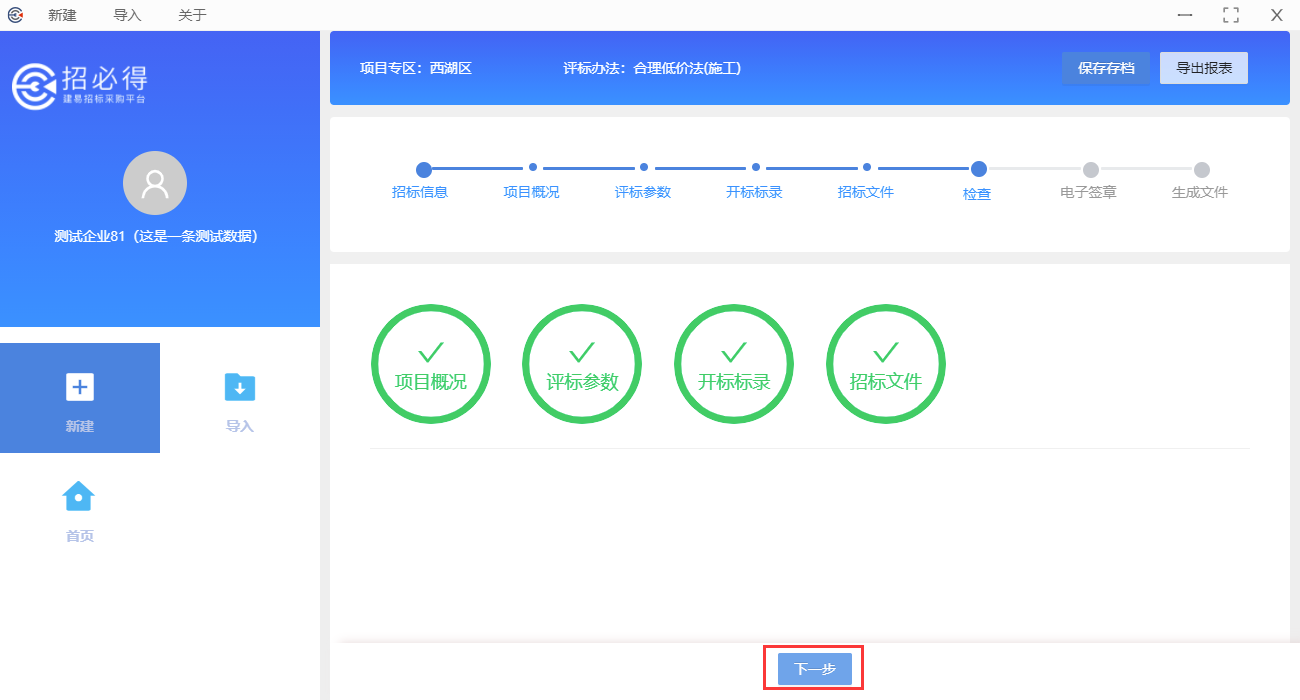 新建 导入 关于 X
招必得
建易招标采购平台
测试企业81（这是一条测试数据）
新建 导入
首页
项目专区：西湖区 评标办法：合理低价法(施工) 保存存档 导出报表
招标信息 项目概况 评标参数 开标标录 招标文件 检查 电子签章 生成文件
项目概况 评标参数 开标标录 招标文件
下一步